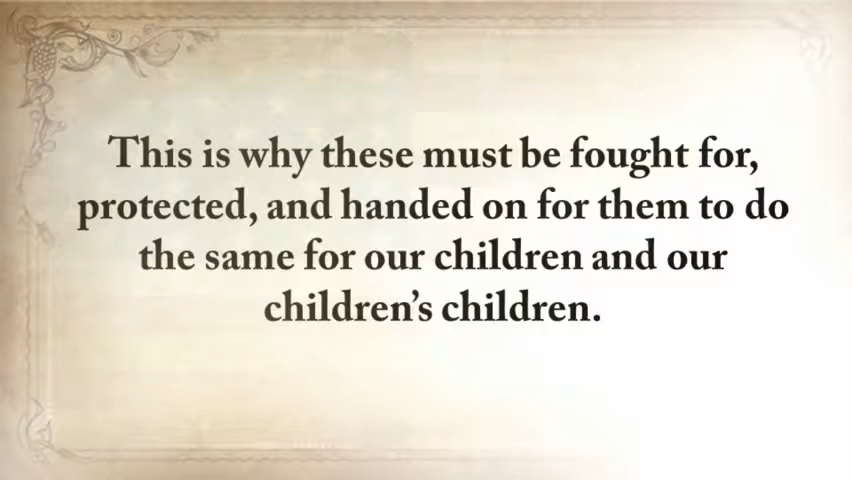 This is why these must be fought for,
protected, and handed on for them to do
the same for our children and our
children’s children.